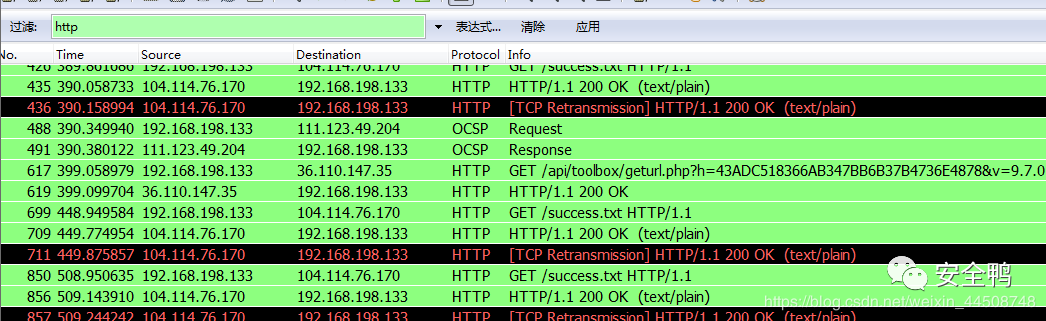 过滤: http 表达式... 清除 应用
No. Time Source Destination Protocol Info
426 389.861686 192.168.198.133 104.114.76.170 HTTP GET /success.txt HTTP/1.1
435 390.058733 104.114.76.170 192.168.198.133 HTTP HTTP/1.1 200 OK (text/plain)
436 390.158994 104.114.76.170 192.168.198.133 HTTP [TCP Retransmission] HTTP/1.1 200 OK (text/plain)
488 390.349940 192.168.198.133 111.123.49.204 OCSP Request
491 390.380122 111.123.49.204 192.168.198.133 OCSP Response
617 399.058979 192.168.198.133 36.110.147.35 HTTP GET /api/toolbox/geturl.php?h=43ADC518366AB347BB6B37B4736E4878&v=9.7.0
619 399.099704 36.110.147.35 192.168.198.133 HTTP HTTP/1.1 200 OK
699 448.949584 192.168.198.133 104.114.76.170 HTTP GET /success.txt HTTP/1.1
709 449.774954 104.114.76.170 192.168.198.133 HTTP HTTP/1.1 200 OK (text/plain)
711 449.875857 104.114.76.170 192.168.198.133 HTTP [TCP Retransmission] HTTP/1.1 200 OK (text/plain)
850 508.950635 192.168.198.133 104.114.76.170 HTTP GET /success.txt HTTP/1.1
856 509.143910 104.114.76.170 192.168.198.133 HTTP HTTP/1.1 200 OK (text/plain)
857 509.244242 104.114.76.170 192.168.198.133 HTTP [TCP Retransmission] HTTP/1.1 200 OK (text/plain)
安全鸭
https://blog.csdn.net/weixin_44508748